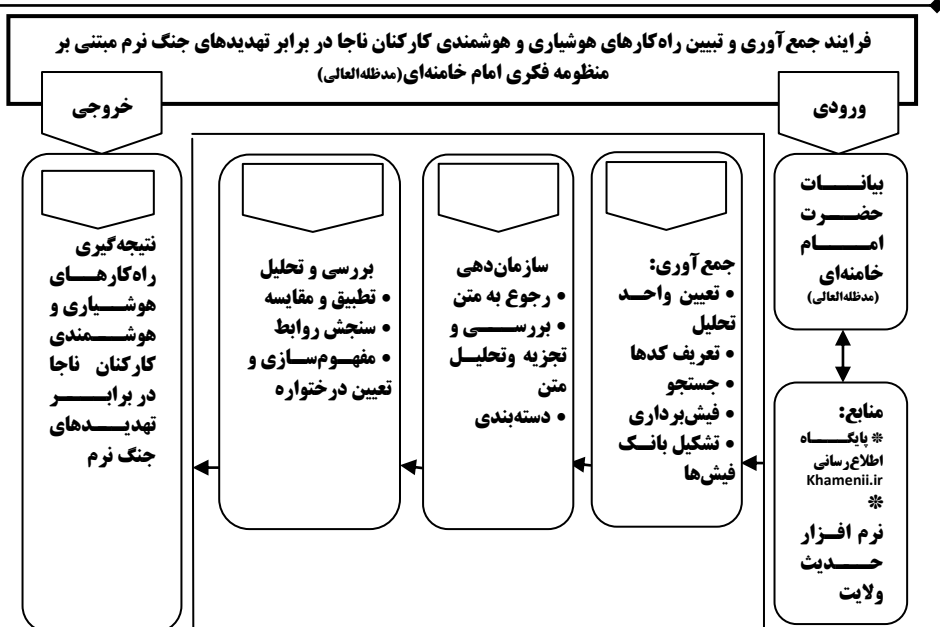 فرایند جمع‌آوری و تبیین راه‌کارهای هوشیاری و هوشمندی کارکنان ناجا در برابر تهدیدهای جنگ نرم مبتنی بر
منظومه فکری امام خامنه‌ای(مدظله‌العالی)
ورودی
بیانات
حضرت
امام
خامنه‌ای
(مدظله‌العالی)
منابع:
* پایگاه
اطلاع‌رسانی
Khamenii.ir
*
نرم افزار
حدیث
ولایت
جمع‌آوری:
• تعیین واحد
تحلیل
• تعریف کدها
• جستجو
• فیش‌برداری
• تشکیل بانک
فیش‌ها
سازمان‌دهی
• رجوع به متن
• بررسی و
تجزیه وتحلیل
متن
• دسته‌بندی
بررسی و تحلیل
• تطبیق و مقایسه
• سنجش روابط
• مفهوم‌سازی و
تعیین درختواره
خروجی
نتیجه‌گیری
راه‌کارهای
هوشیاری و
هوشمندی
کارکنان ناجا
در برابر
تهدیدهای
جنگ نرم